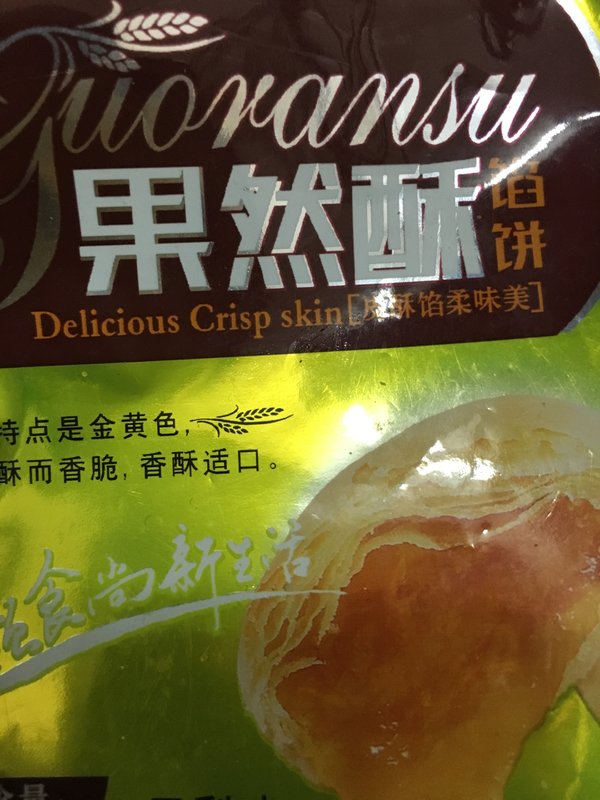 Guoransu
果然酥馅饼
Delicious Crisp skin [皮酥馅柔味美]
特点是金黄色,
酥而香脆,香酥适口。
食尚新生活